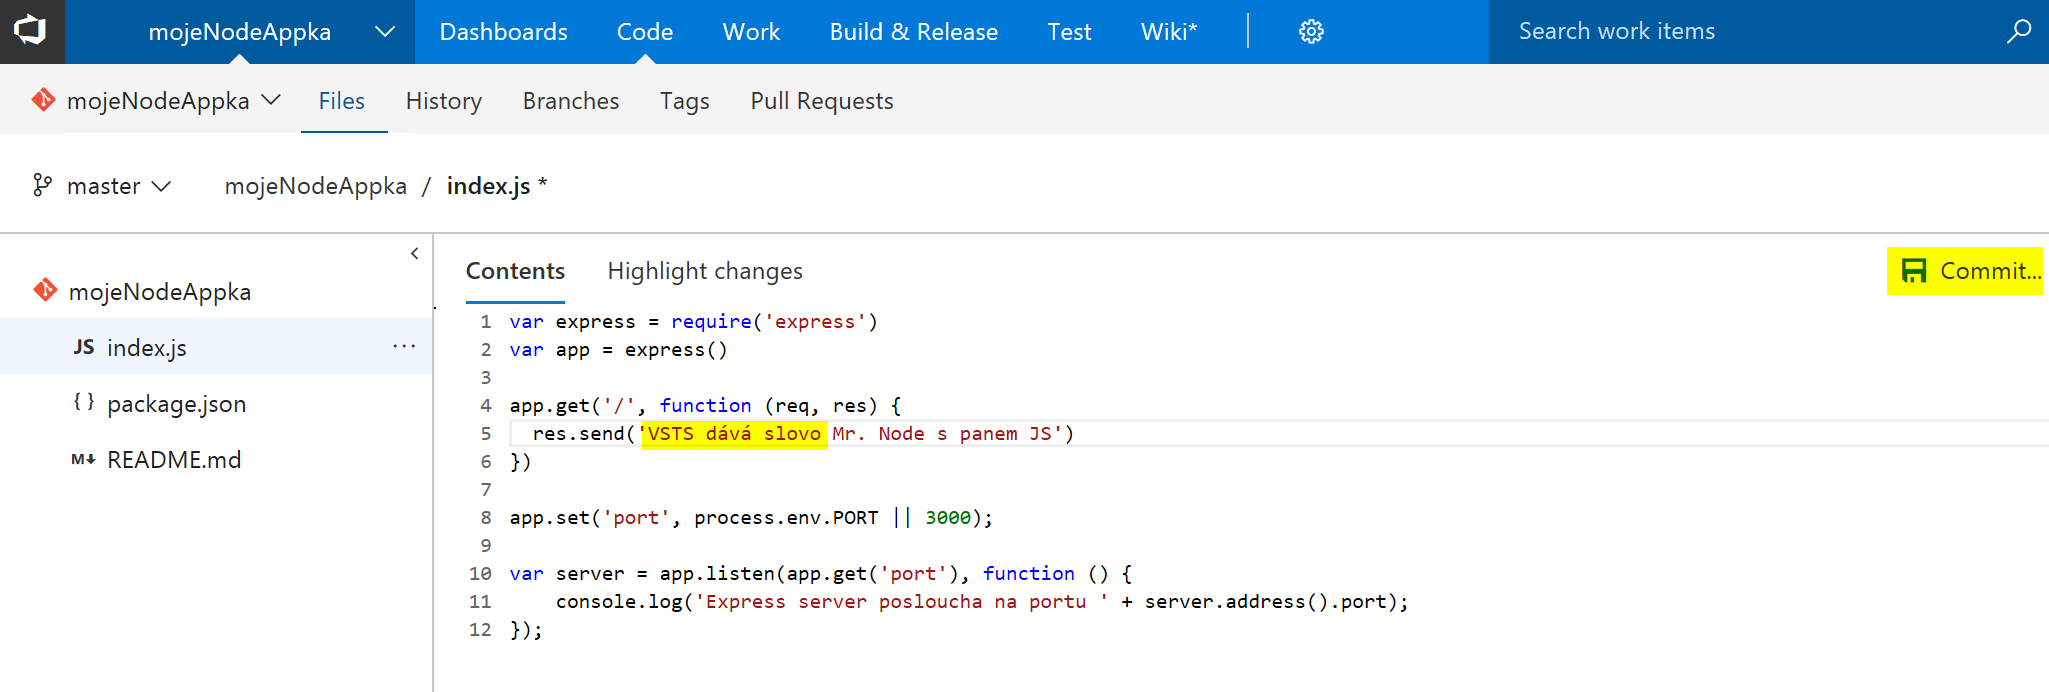 mojeNodeAppka Dashboards Code Work Build & Release Test Wiki* Search work items
mojeNodeAppka Files History Branches Tags Pull Requests
master mojeNodeAppka / index.js *
mojeNodeAppka
JS index.js ...
{ } package.json
M↓ README.md
Contents Highlight changes Commit...
1 var express = require('express')
2 var app = express()
3
4 app.get('/', function (req, res) {
5 res.send('VSTS dává slovo Mr. Node s panem JS')
6 })
7
8 app.set('port', process.env.PORT || 3000);
9
10 var server = app.listen(app.get('port'), function () {
11 console.log('Express server posloucha na portu ' + server.address().port);
12 });